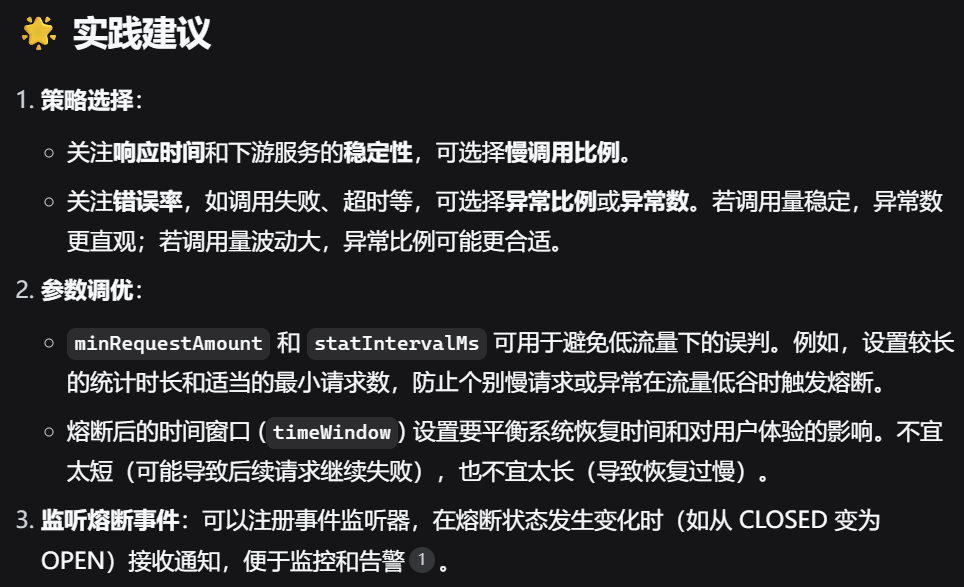 🌟 实践建议
1. 策略选择：
○ 关注响应时间和下游服务的稳定性，可选择慢调用比例。
○ 关注错误率，如调用失败、超时等，可选择异常比例或异常数。若调用量稳定，异常数
更直观；若调用量波动大，异常比例可能更合适。
2. 参数调优：
○ minRequestAmount 和 statIntervalMs 可用于避免低流量下的误判。例如，设置较长
的统计时长和适当的最小请求数，防止个别慢请求或异常在流量低谷时触发熔断。
○ 熔断后的时间窗口 (timeWindow) 设置要平衡系统恢复时间和对用户体验的影响。不宜
太短（可能导致后续请求继续失败），也不宜太长（导致恢复过慢）。
3. 监听熔断事件：可以注册事件监听器，在熔断状态发生变化时（如从 CLOSED 变为
OPEN）接收通知，便于监控和告警 1 。